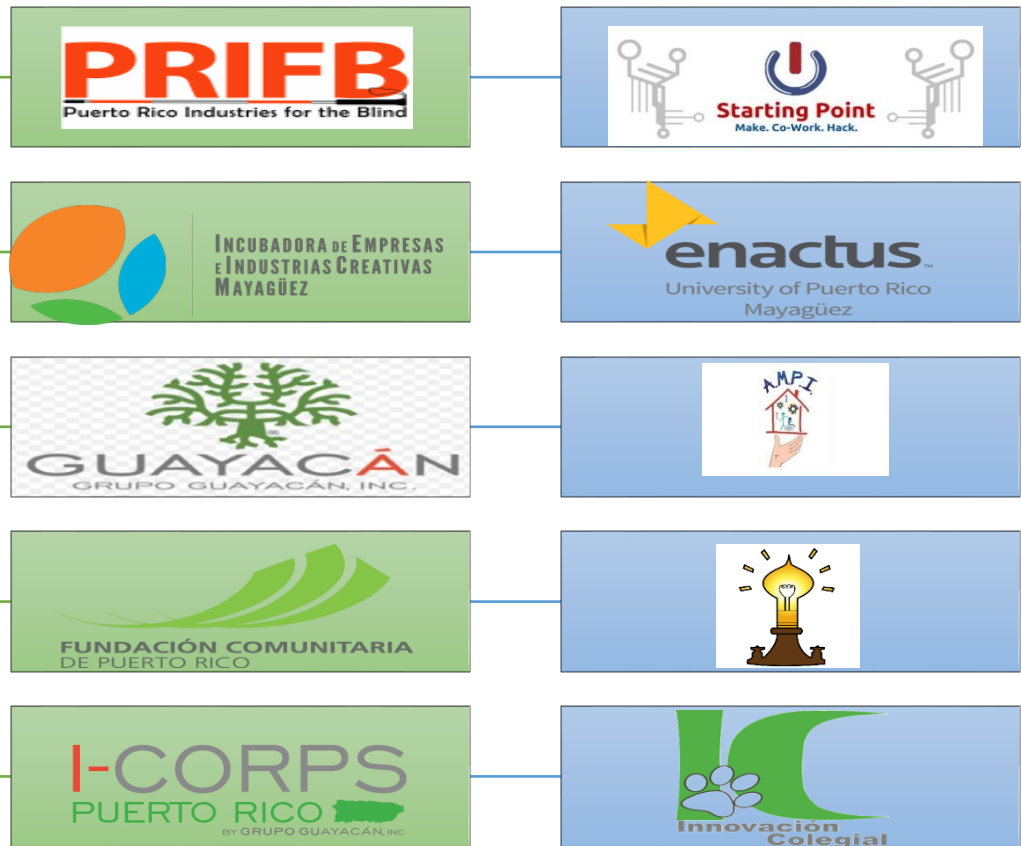 PRIFB
Puerto Rico Industries for the Blind
Starting Point
Make. Co-Work. Hack.
INCUBADORA DE EMPRESAS
E INDUSTRIAS CREATIVAS
MAYAGÜEZ
enactus™
University of Puerto Rico
Mayagüez
GUAYACÁN
GRUPO GUAYACÁN, INC.
A.M.P.I.
FUNDACIÓN COMUNITARIA
DE PUERTO RICO
I-CORPS
PUERTO RICO
BY GRUPO GUAYACÁN, INC
IC
Innovación
Colegial